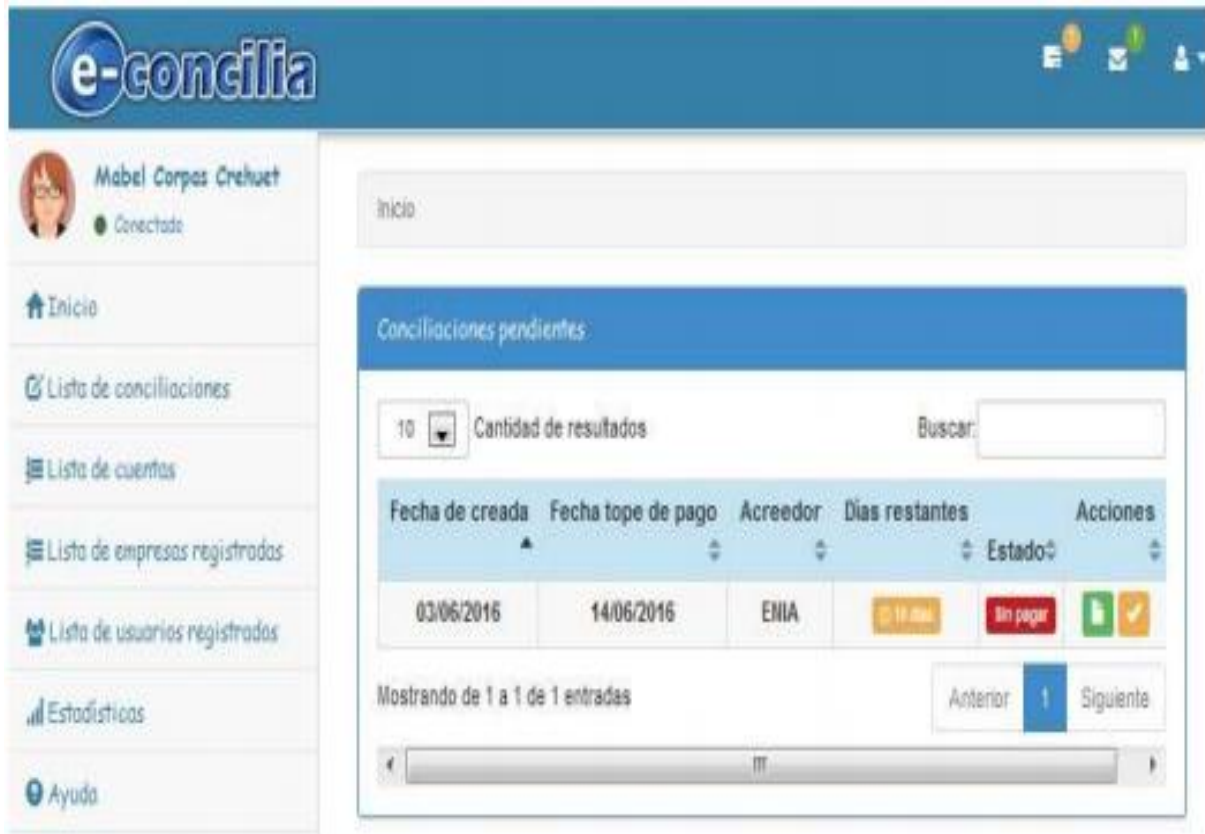 e-concilia
Mabel Corpas Crehuet
Conectado
Inicio
Lista de conciliaciones
Lista de cuentas
Lista de empresas registradas
Lista de usuarios registrados
Estadísticas
Ayuda
Inicio
Conciliaciones pendientes
10 Cantidad de resultados Buscar:
Fecha de creada Fecha tope de pago Acreedor Días restantes Estado Acciones
03/06/2016 14/06/2016 ENIA días Sin pagar
Mostrando de 1 a 1 de 1 entradas Anterior 1 Siguiente